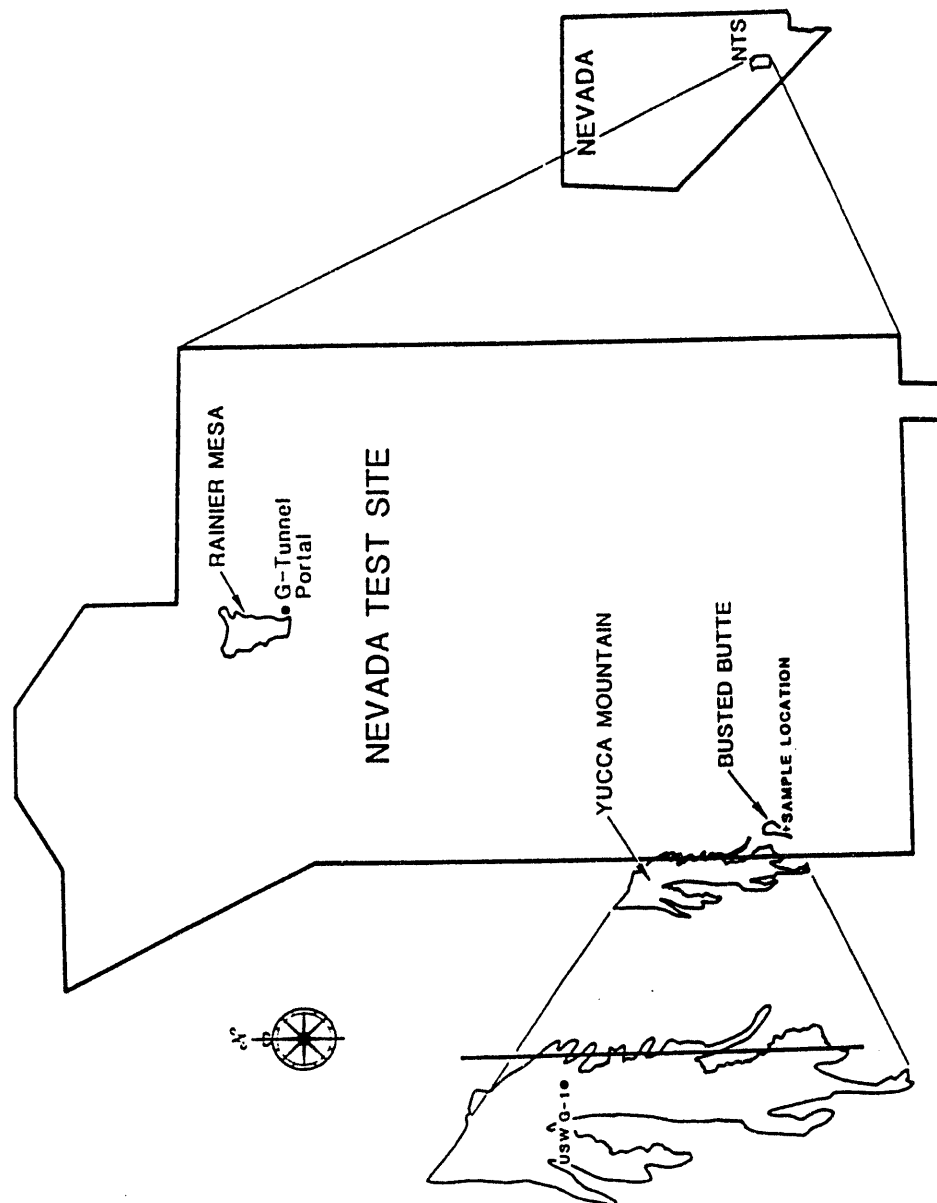 NEVADA
NTS
RAINIER MESA
G-Tunnel
Portal
NEVADA TEST SITE
YUCCA MOUNTAIN
BUSTED BUTTE
SAMPLE LOCATION
N
USW G-1